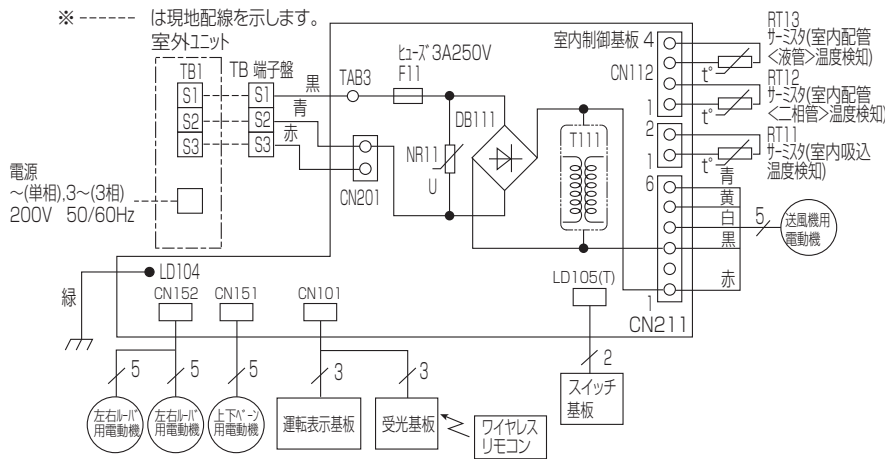 ※ ------ は現地配線を示します。
室外ユニット
TB1
TB 端子盤
S1
S2
S3
S1
S2
S3
黒
青
赤
TAB3
ヒューズ 3A250V
F11
NR11
U
CN201
DB111
T111
電源
～(単相),3～(3相)
200V 50/60Hz
室内制御基板 4
CN112
1
2
1
6
1
CN211
t°
t°
t°
RT13
サーミスタ(室内配管
<液管>温度検知)
RT12
サーミスタ(室内配管
<二相管>温度検知)
RT11
サーミスタ(室内吸込
温度検知)
青
黄
白
黒
赤
5
送風機用
電動機
緑
LD104
CN152
CN151
CN101
LD105(T)
5
5
5
3
3
2
左右ルーバ
用電動機
左右ルーバ
用電動機
上下ベーン
用電動機
運転表示基板
受光基板
ワイヤレス
リモコン
スイッチ
基板